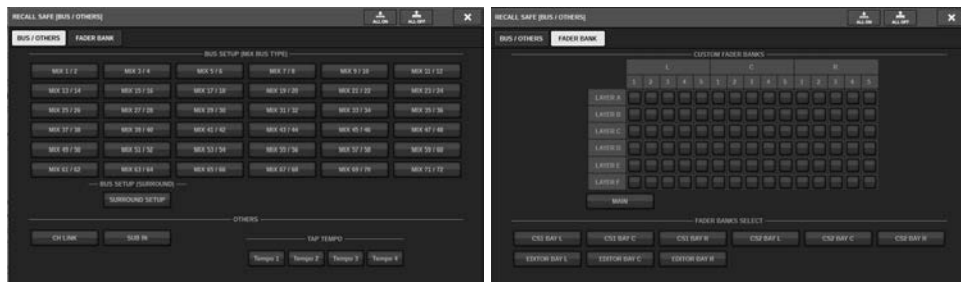 RECALL SAFE [BUS / OTHERS]
ALL ON
ALL OFF
BUS / OTHERS
FADER BANK
BUS SETUP [MIX BUS TYPE]
MIX 1 / 2
MIX 3 / 4
MIX 5 / 6
MIX 7 / 8
MIX 9 / 10
MIX 11 / 12
MIX 13 / 14
MIX 15 / 16
MIX 17 / 18
MIX 19 / 20
MIX 21 / 22
MIX 23 / 24
MIX 25 / 26
MIX 27 / 28
MIX 29 / 30
MIX 31 / 32
MIX 33 / 34
MIX 35 / 36
MIX 37 / 38
MIX 39 / 40
MIX 41 / 42
MIX 43 / 44
MIX 45 / 46
MIX 47 / 48
MIX 49 / 50
MIX 51 / 52
MIX 53 / 54
MIX 55 / 56
MIX 57 / 58
MIX 59 / 60
MIX 61 / 62
MIX 63 / 64
MIX 65 / 66
MIX 67 / 68
MIX 69 / 70
MIX 71 / 72
BUS SETUP [SURROUND]
SURROUND SETUP
OTHERS
CH LINK
SUB IN
TAP TEMPO
Tempo 1
Tempo 2
Tempo 3
Tempo 4
RECALL SAFE [BUS / OTHERS]
ALL ON
ALL OFF
BUS / OTHERS
FADER BANK
CUSTOM FADER BANKS
L C R
1 2 3 4 5 1 2 3 4 5 1 2 3 4 5
LAYER A
LAYER B
LAYER C
LAYER D
LAYER E
LAYER F
MAIN
FADER BANKS SELECT
CS1 BAY L
CS1 BAY C
CS1 BAY R
CS2 BAY L
CS2 BAY C
CS2 BAY R
EDITOR BAY L
EDITOR BAY C
EDITOR BAY R